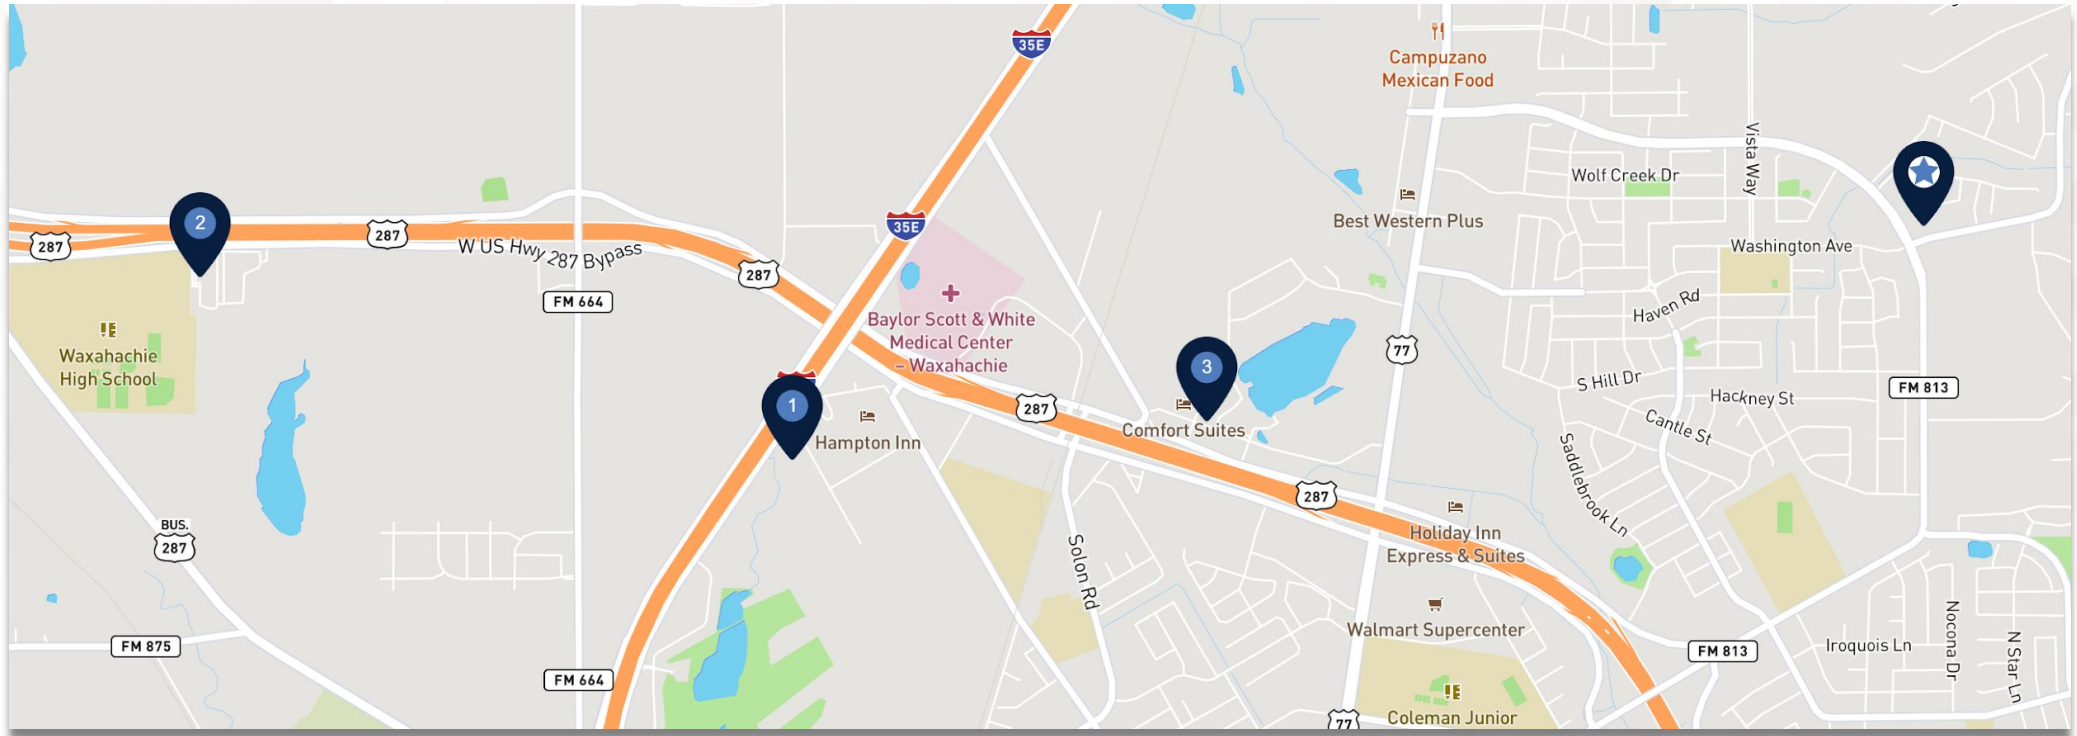 35E
Campuzano
Mexican Food
Vista Way
Wolf Creek Dr
Best Western Plus
35E
2
287
287
W US Hwy 287 Bypass
287
Washington Ave
FM 664
Baylor Scott & White
Medical Center
– Waxahachie
Haven Rd
77
Waxahachie
High School
3
S Hill Dr
Hackney St
FM 813
1
287
Hampton Inn
Comfort Suites
Cantle St
Saddlebrook Ln
287
BUS.
287
Holiday Inn
Express & Suites
Solon Rd
Walmart Supercenter
FM 875
FM 664
FM 813
Iroquois Ln
Nocona Dr
N Star Ln
Coleman Junior
77